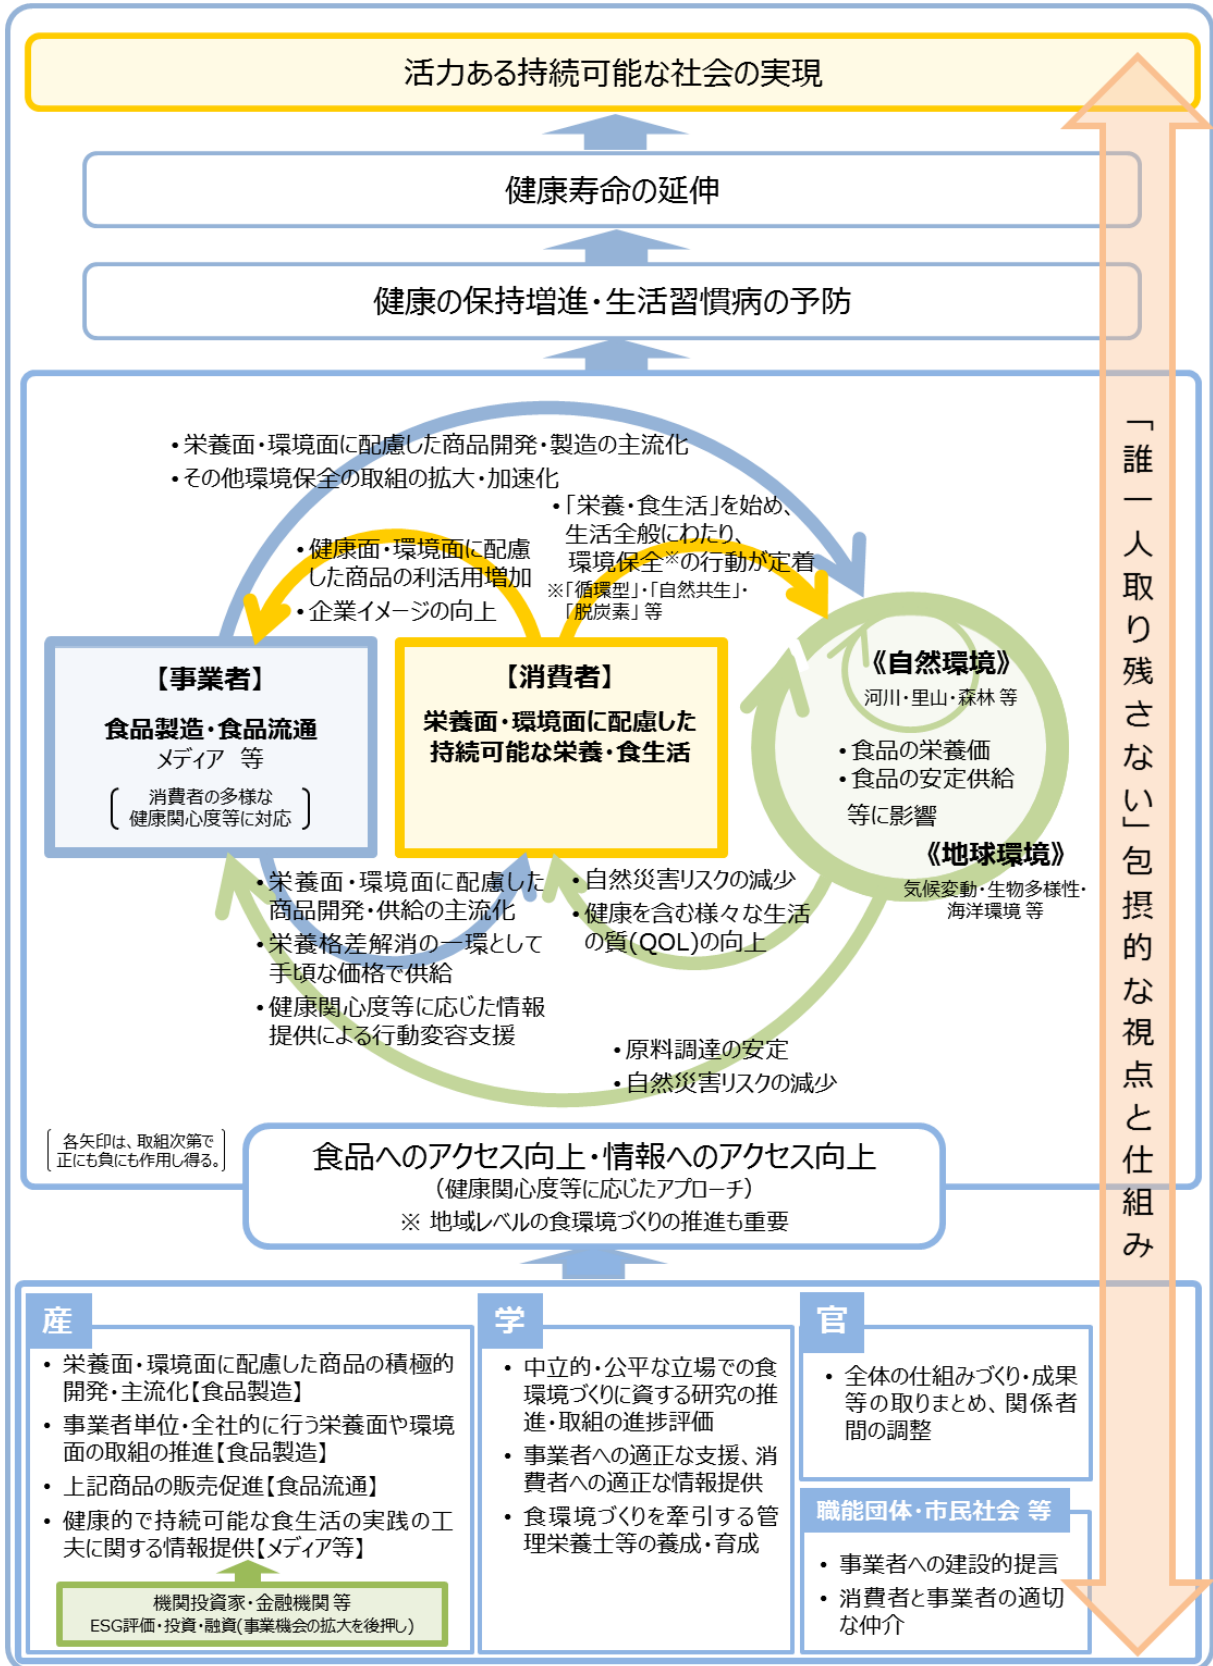 活力ある持続可能な社会の実現
健康寿命の延伸
健康の保持増進・生活習慣病の予防
・栄養面・環境面に配慮した商品開発・製造の主流化
・その他環境保全の取組の拡大・加速化
・「栄養・食生活」を始め、
生活全般にわたり、
環境保全※の行動が定着
※「循環型」・「自然共生」・
「脱炭素」等
・健康面・環境面に配慮
した商品の利活用増加
・企業イメージの向上
【事業者】
食品製造・食品流通
メディア 等
消費者の多様な
健康関心度等に対応
【消費者】
栄養面・環境面に配慮した
持続可能な栄養・食生活
《自然環境》
河川・里山・森林 等
・食品の栄養価
・食品の安定供給
等に影響
《地球環境》
気候変動・生物多様性・
海洋環境 等
・栄養面・環境面に配慮した
商品開発・供給の主流化
・栄養格差解消の一環として
手頃な価格で供給
・健康関心度等に応じた情報
提供による行動変容支援
・自然災害リスクの減少
・健康を含む様々な生活
の質(QOL)の向上
・原料調達の安定
・自然災害リスクの減少
各矢印は、取組次第で
正にも負にも作用し得る。
食品へのアクセス向上・情報へのアクセス向上
（健康関心度等に応じたアプローチ）
※ 地域レベルの食環境づくりの推進も重要
「誰一人取り残さない」包摂的な視点と仕組み
産
・栄養面・環境面に配慮した商品の積極的
開発・主流化【食品製造】
・事業者単位・全社的に行う栄養面や環境
面の取組の推進【食品製造】
・上記商品の販売促進【食品流通】
・健康的で持続可能な食生活の実践の工
夫に関する情報提供【メディア等】
機関投資家・金融機関 等
ESG評価・投資・融資(事業機会の拡大を後押し)
学
・中立的・公平な立場での食
環境づくりに資する研究の推
進・取組の進捗評価
・事業者への適正な支援、消
費者への適正な情報提供
・食環境づくりを牽引する管
理栄養士等の養成・育成
官
・全体の仕組みづくり・成果
等の取りまとめ、関係者
間の調整
職能団体・市民社会 等
・事業者への建設的提言
・消費者と事業者の適切
な仲介